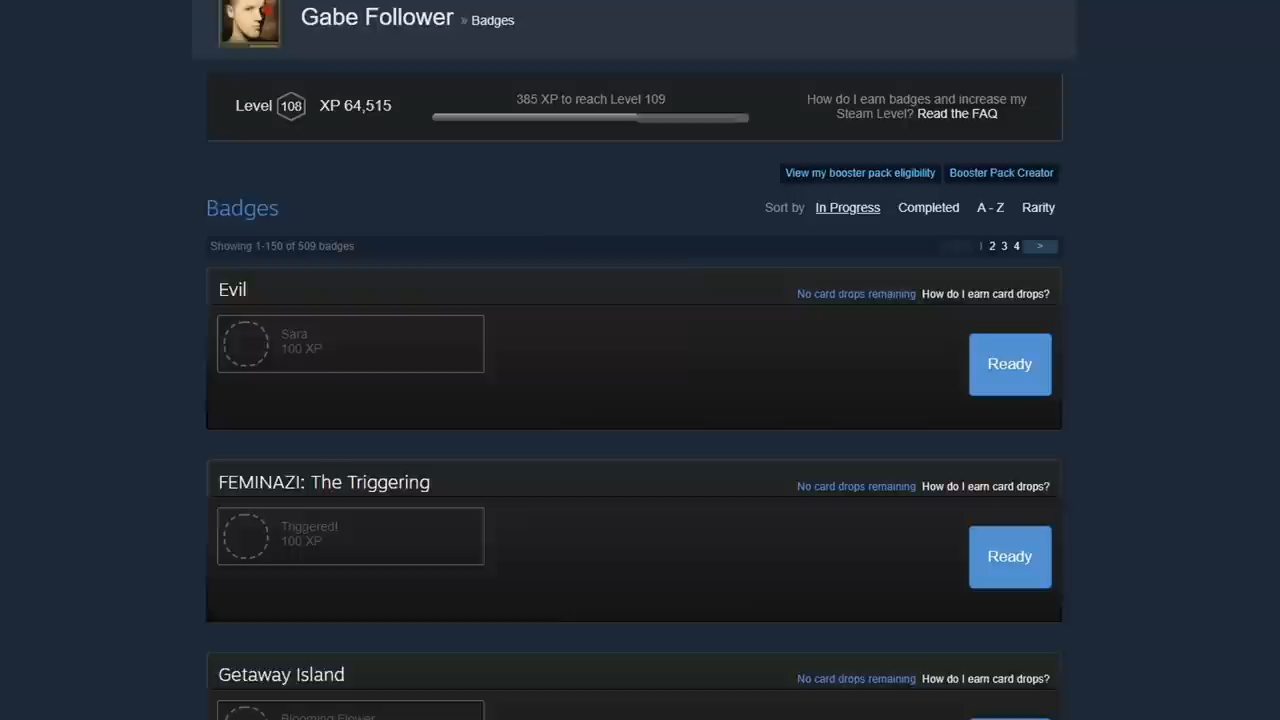 Gabe Follower » Badges
Level 108 XP 64,515
385 XP to reach Level 109
How do I earn badges and increase my
Steam Level? Read the FAQ
View my booster pack eligibility Booster Pack Creator
Badges
Sort by In Progress Completed A - Z Rarity
Showing 1-150 of 509 badges
1 2 3 4 >
Evil
No card drops remaining How do I earn card drops?
Sara
100 XP
Ready
FEMINAZI: The Triggering
No card drops remaining How do I earn card drops?
Triggered!
100 XP
Ready
Getaway Island
No card drops remaining How do I earn card drops?
Blooming Flower